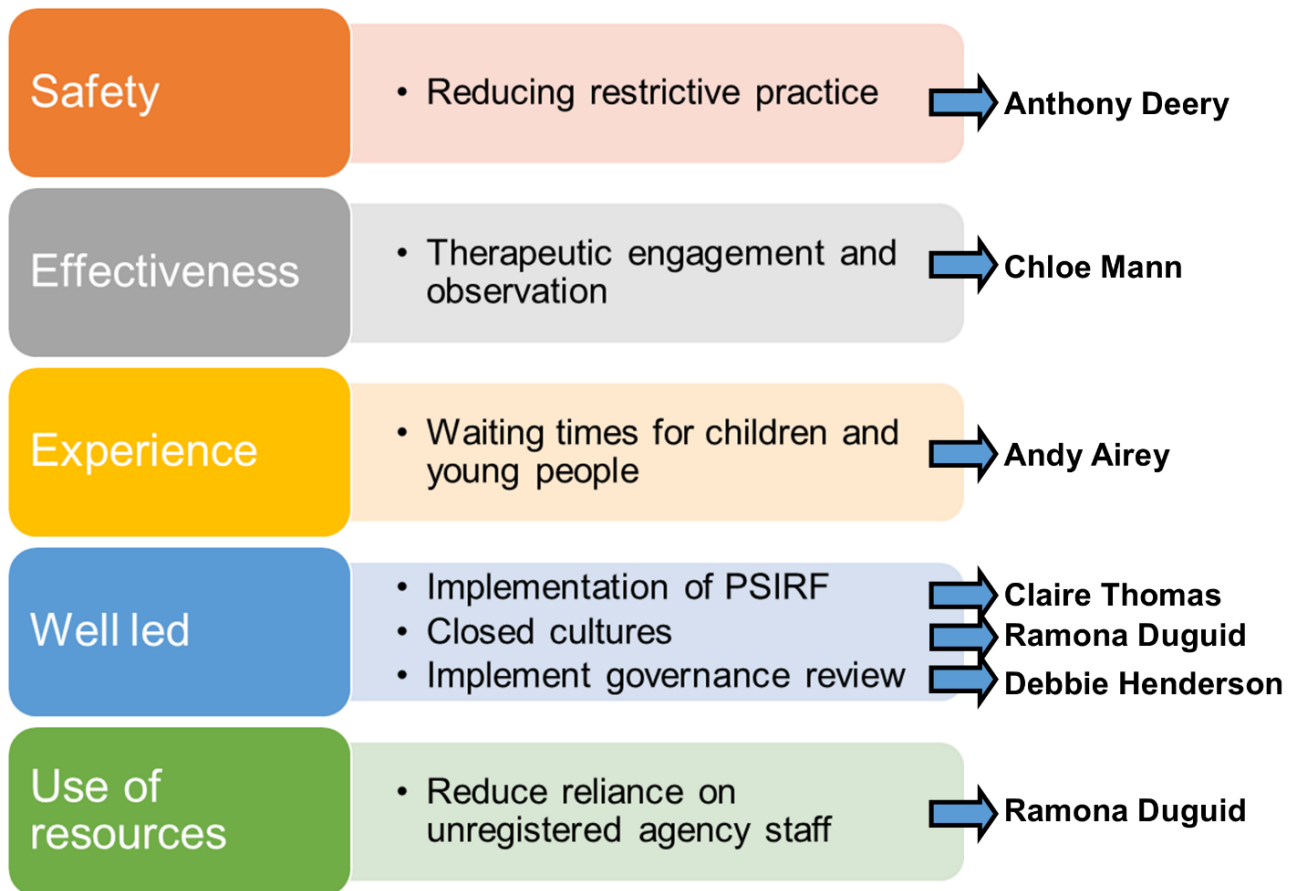 Safety
• Reducing restrictive practice
Anthony Deery
Effectiveness
• Therapeutic engagement and
observation
Chloe Mann
Experience
• Waiting times for children and
young people
Andy Airey
Well led
• Implementation of PSIRF
Claire Thomas
• Closed cultures
Ramona Duguid
• Implement governance review
Debbie Henderson
Use of
resources
• Reduce reliance on
unregistered agency staff
Ramona Duguid